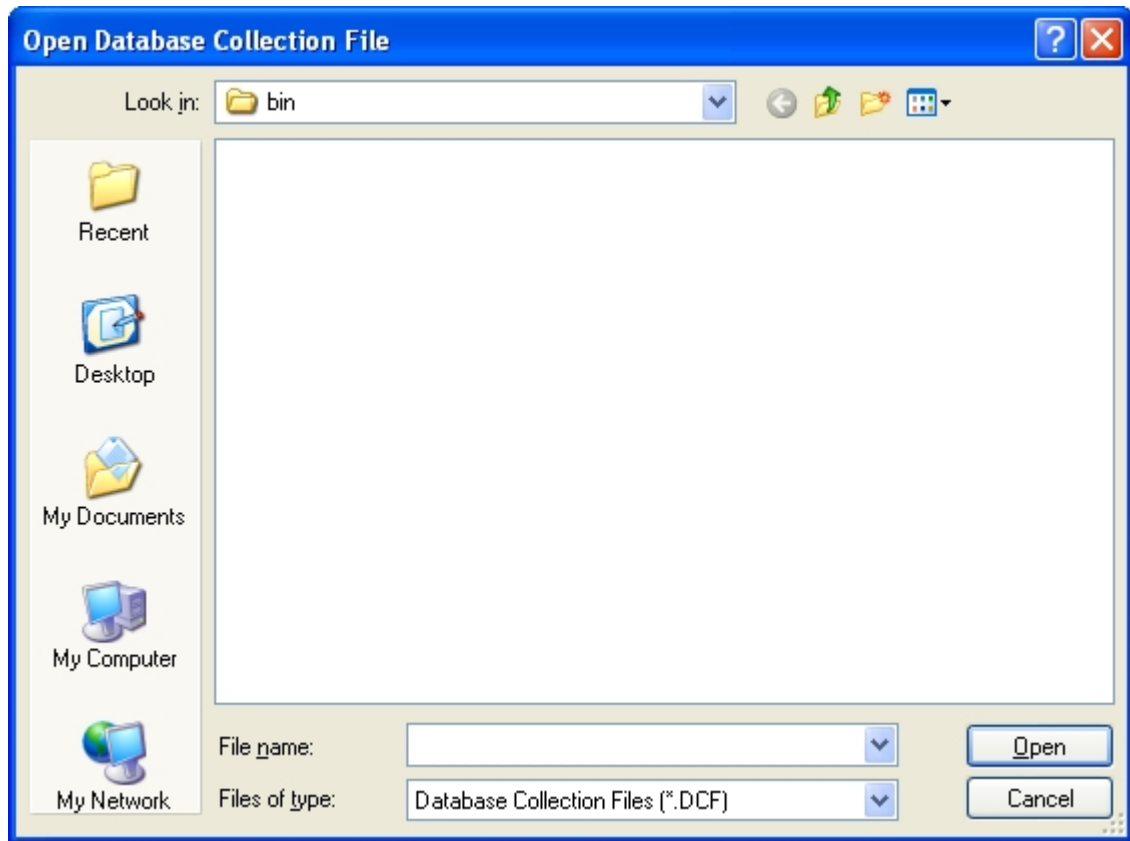 Open Database Collection File
Look in: bin
Recent
Desktop
My Documents
My Computer
My Network
File name: Open
Files of type: Database Collection Files (*.DCF) Cancel